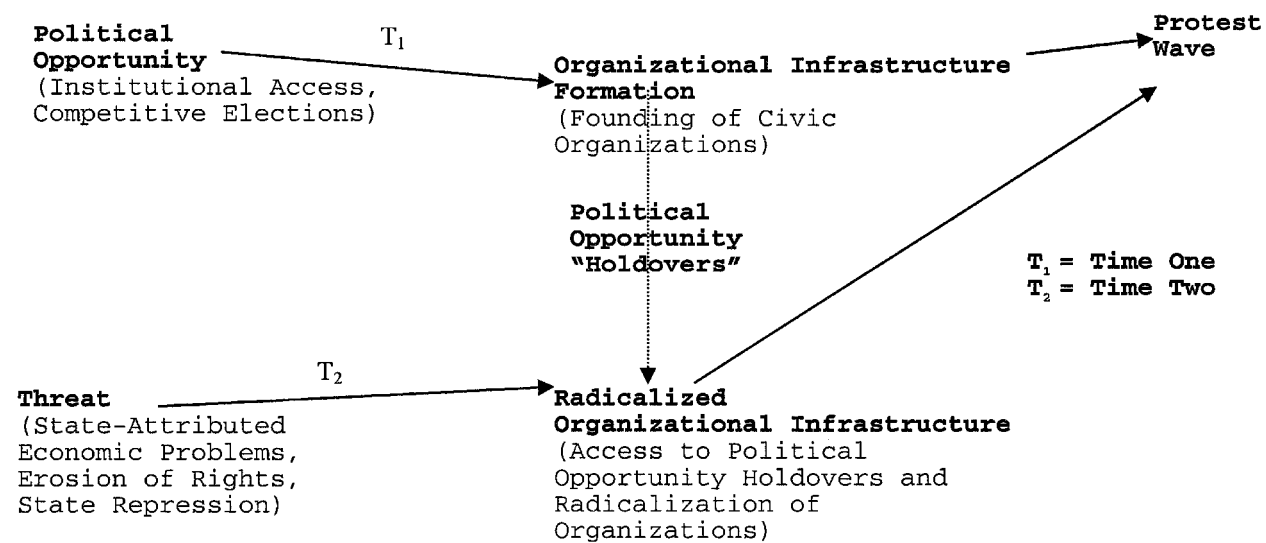 Political
Opportunity
(Institutional Access,
Competitive Elections)
T₁
Organizational Infrastructure
Formation
(Founding of Civic
Organizations)
Protest
Wave
Political
Opportunity
“Holdovers”
T₁ = Time One
T₂ = Time Two
Threat
(State-Attributed
Economic Problems,
Erosion of Rights,
State Repression)
T₂
Radicalized
Organizational Infrastructure
(Access to Political
Opportunity Holdovers and
Radicalization of
Organizations)